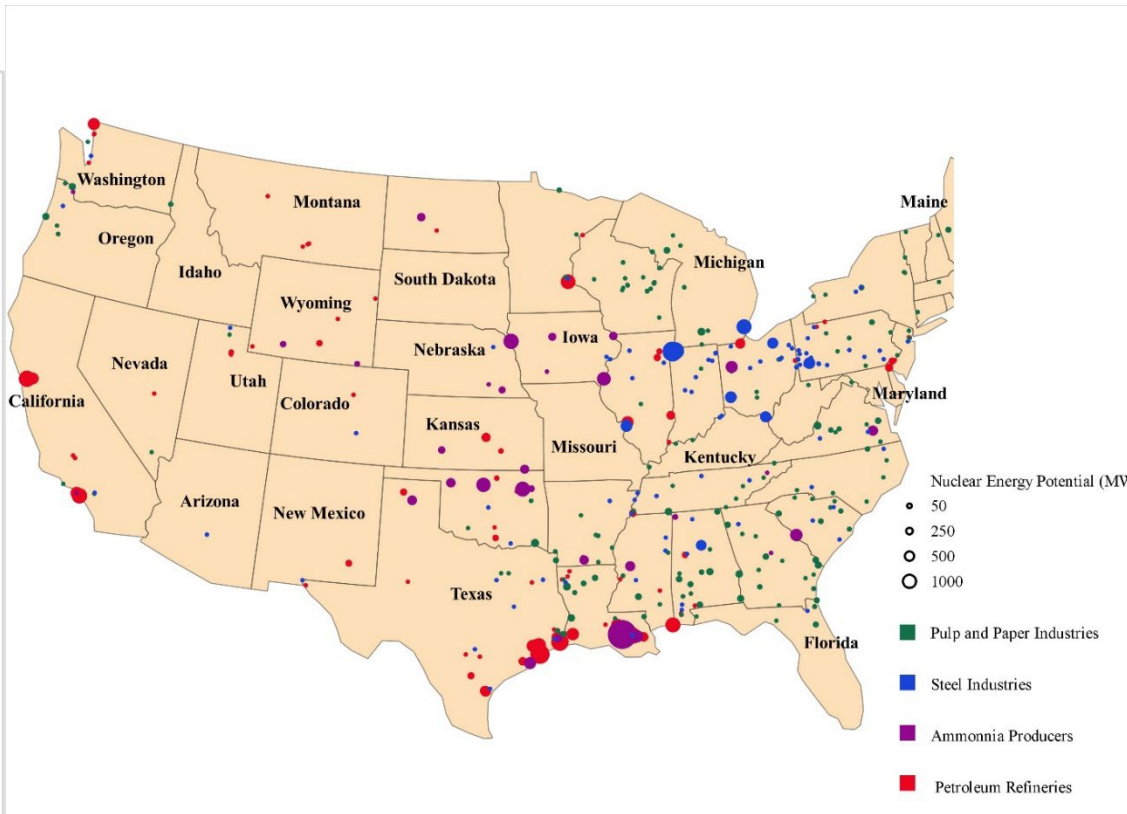 Washington
Montana
Maine
Oregon
Idaho
South Dakota
Michigan
Wyoming
Nebraska
Iowa
Nevada
Utah
Colorado
California
Maryland
Kansas
Missouri
Kentucky
Arizona
New Mexico
Texas
Florida
Nuclear Energy Potential (MW
50
250
500
1000
Pulp and Paper Industries
Steel Industries
Ammonnia Producers
Petroleum Refineries